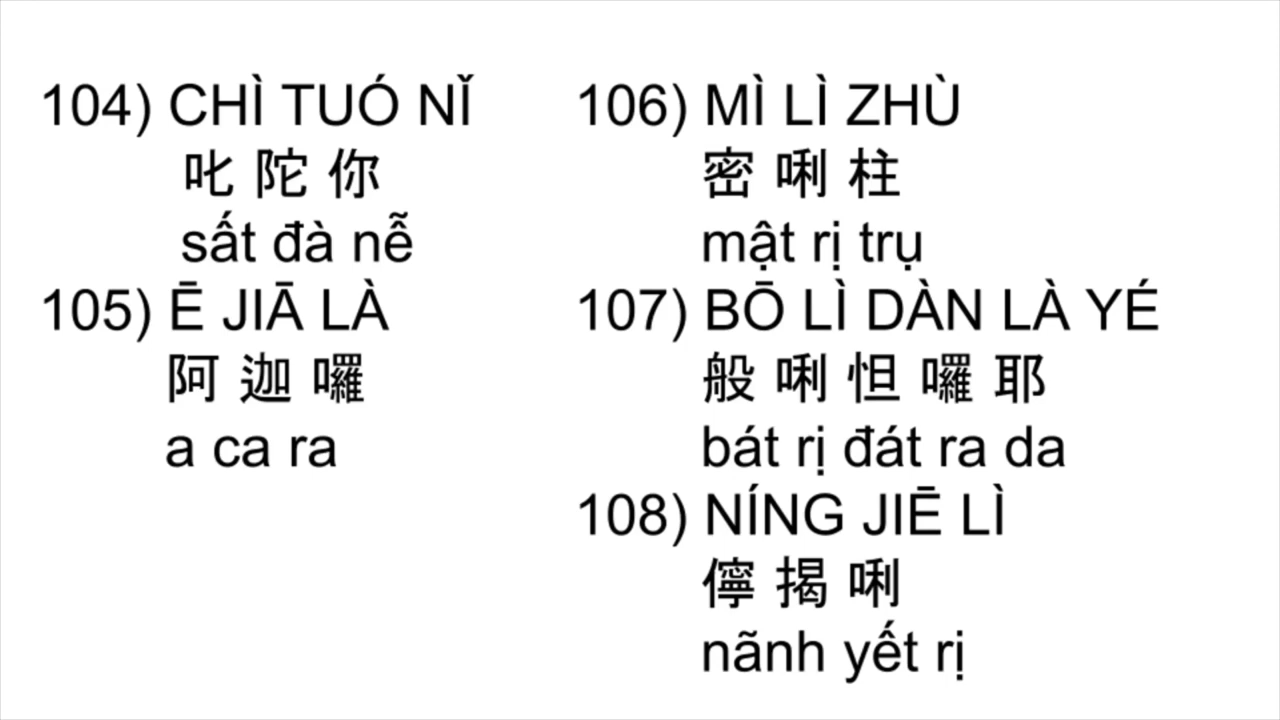 104) CHÌ TUÓ NǏ
叱 陀 你
sất đà nễ
105) Ē JIĀ LÀ
阿 迦 囉
a ca ra
106) MÌ LÌ ZHÙ
密 唎 柱
mật rị trụ
107) BŌ LÌ DÀN LÀ YÉ
般 唎 怛 囉 耶
bát rị đát ra da
108) NÍNG JIĒ LÌ
儜 揭 唎
nãnh yết rị